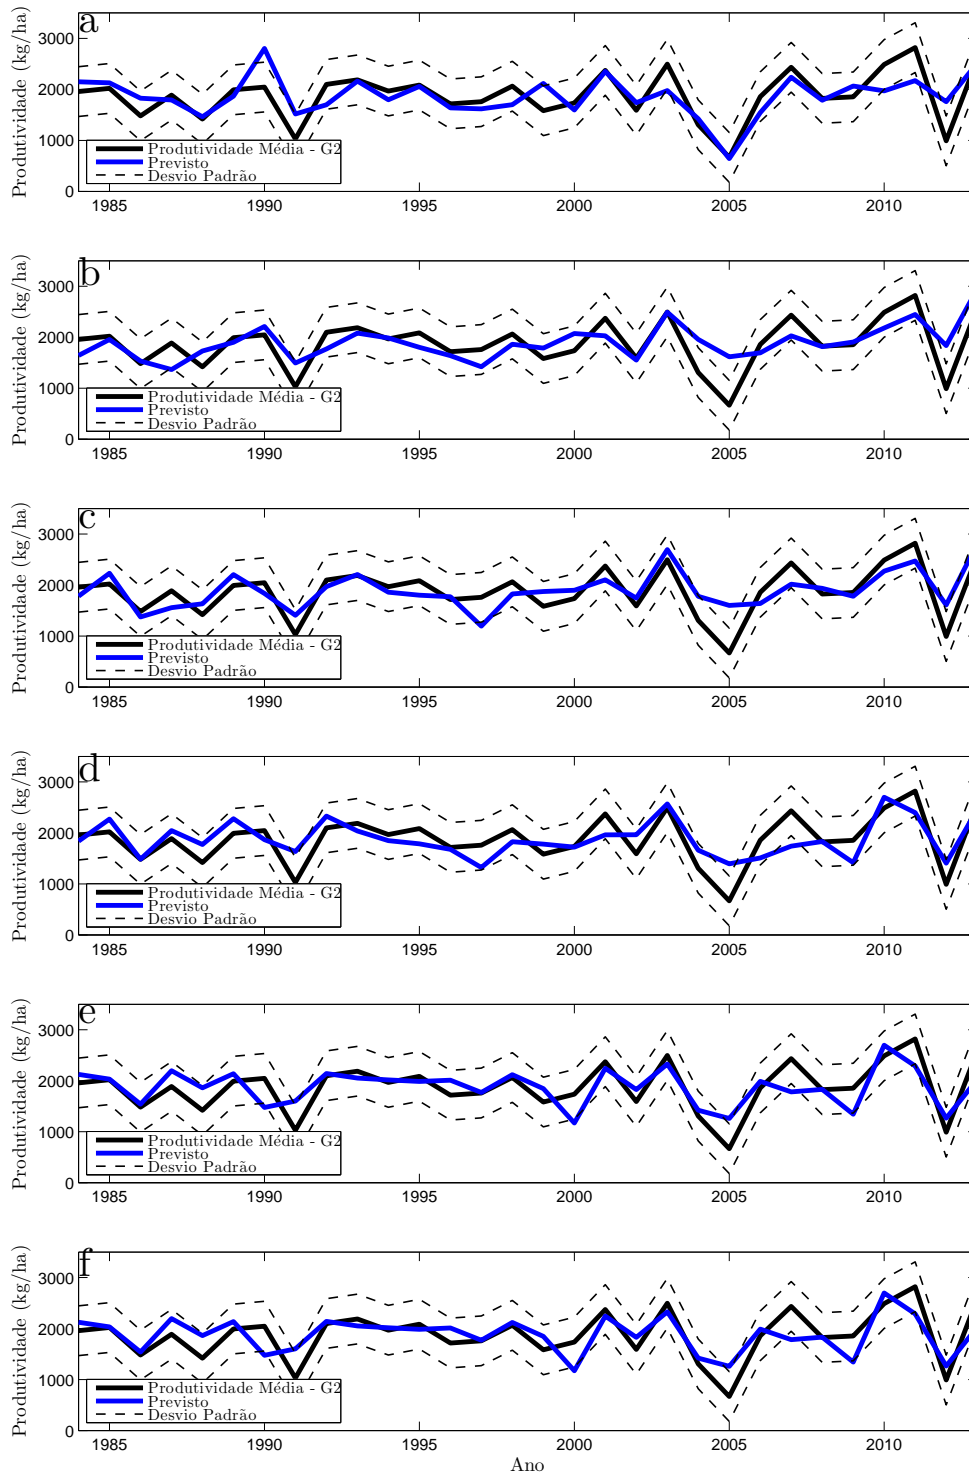 a
Produtividade (kg/ha)
3000
2000
1000
0
Produtividade Média - G2
Previsto
Desvio Padrão
1985 1990 1995 2000 2005 2010
b
Produtividade (kg/ha)
3000
2000
1000
0
Produtividade Média - G2
Previsto
Desvio Padrão
1985 1990 1995 2000 2005 2010
c
Produtividade (kg/ha)
3000
2000
1000
0
Produtividade Média - G2
Previsto
Desvio Padrão
1985 1990 1995 2000 2005 2010
d
Produtividade (kg/ha)
3000
2000
1000
0
Produtividade Média - G2
Previsto
Desvio Padrão
1985 1990 1995 2000 2005 2010
e
Produtividade (kg/ha)
3000
2000
1000
0
Produtividade Média - G2
Previsto
Desvio Padrão
1985 1990 1995 2000 2005 2010
f
Produtividade (kg/ha)
3000
2000
1000
0
Produtividade Média - G2
Previsto
Desvio Padrão
1985 1990 1995 2000 2005 2010
Ano